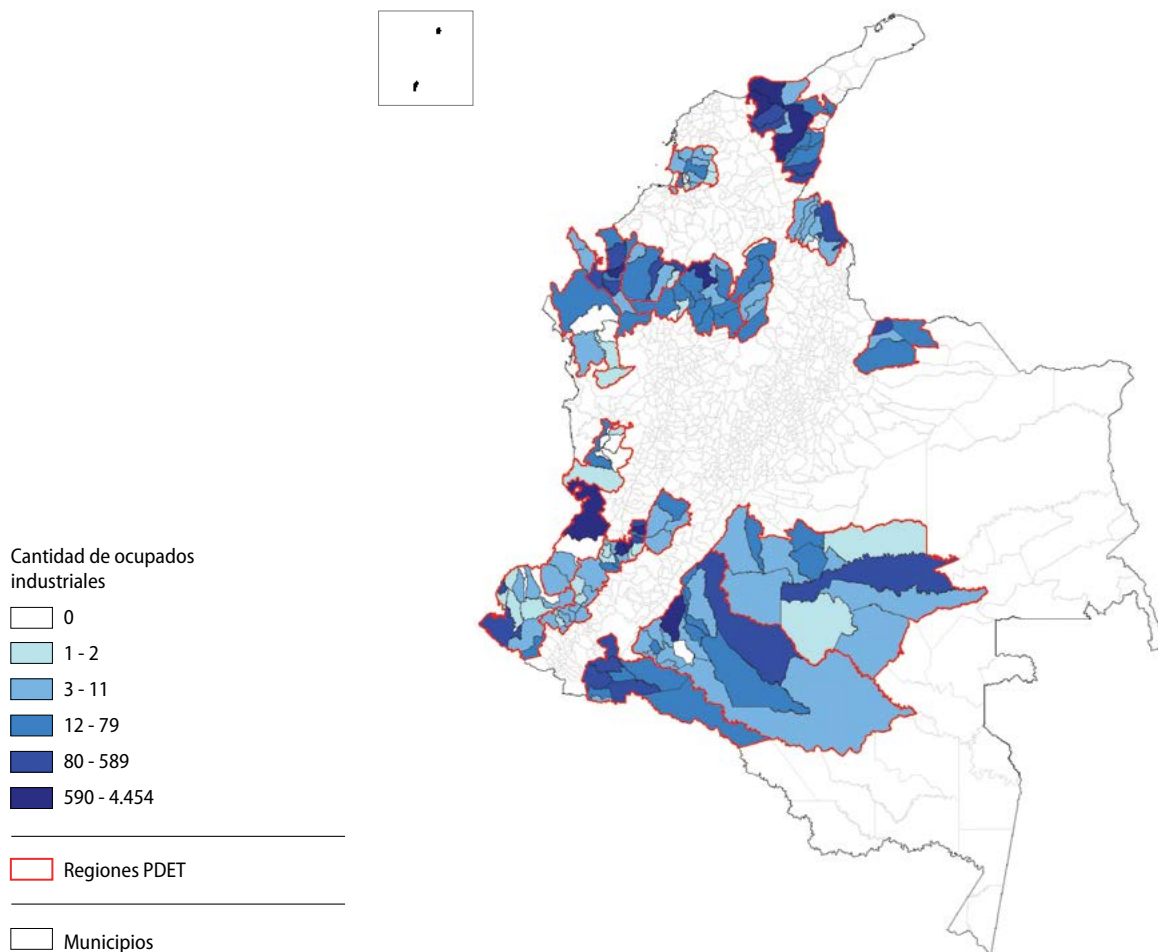 Cantidad de ocupados
industriales
0
1 - 2
3 - 11
12 - 79
80 - 589
590 - 4.454
Regiones PDET
Municipios